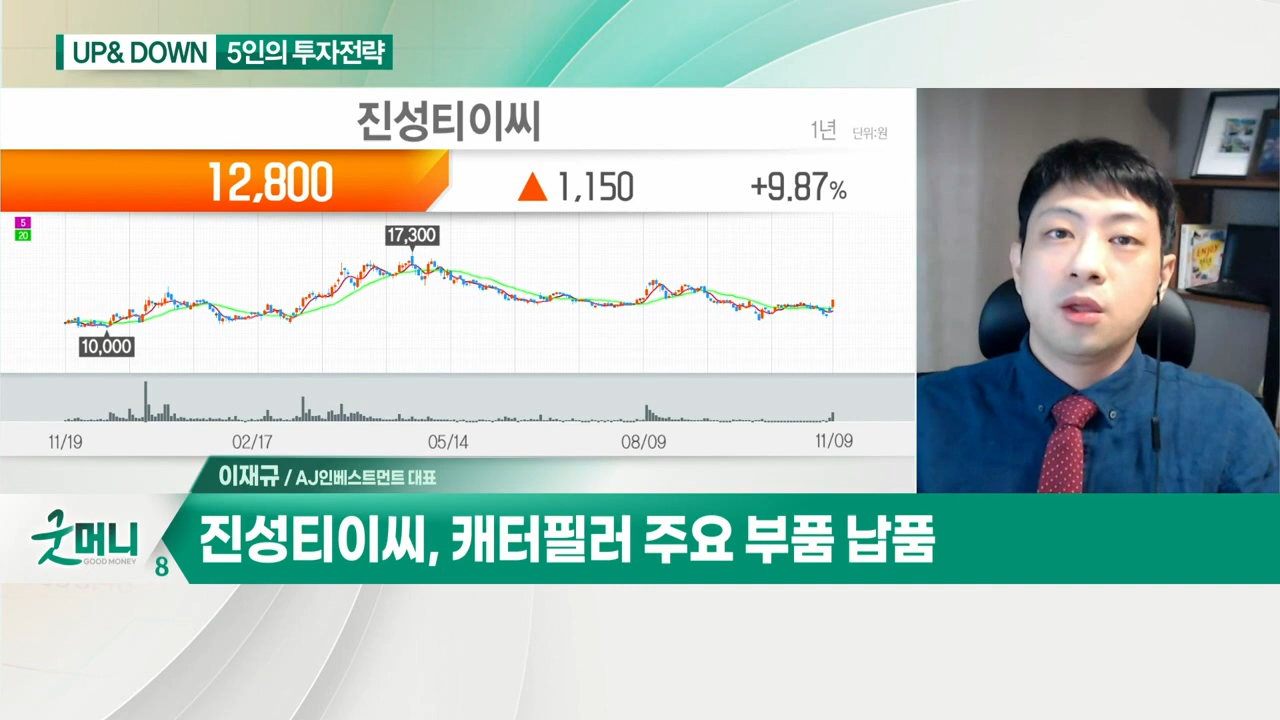 UP& DOWN 5인의 투자전략
진성티이씨
1년 단위:원
12,800 ▲ 1,150 +9.87%
5
20
17,300
10,000
11/19 02/17 05/14 08/09 11/09
ENJOY
이재규 / AJ인베스트먼트 대표
굿머니
GOOD MONEY
8
진성티이씨, 캐터필러 주요 부품 납품